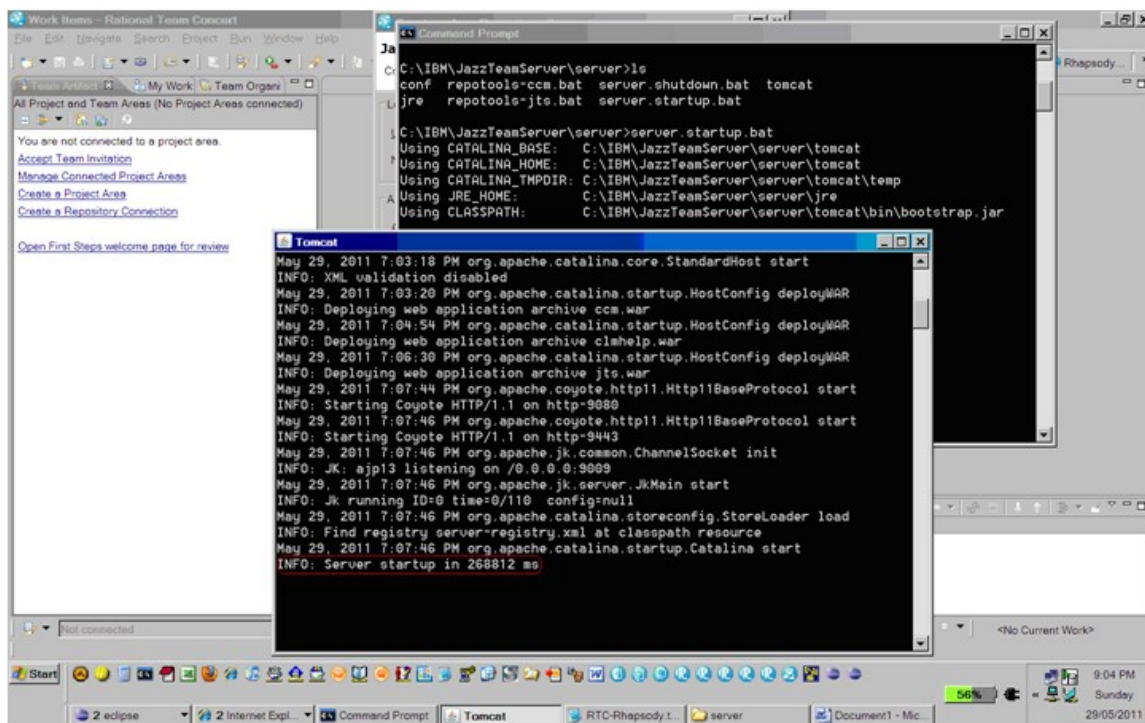 Work Items - Rational Team Concert
File Edit Navigate Search Project Run Window Help
Team Artifact My Work Team Organi
All Project and Team Areas (No Project Areas connected)
You are not connected to a project area.
Accept Team Invitation
Manage Connected Project Areas
Create a Project Area
Create a Repository Connection
Open First Steps welcome page for review
Not connected
Ja
Rhapsody...
Command Prompt
C:\IBM\JazzTeamServer\server>ls
conf repotools-ccm.bat server.shutdown.bat tomcat
jre repotools-jts.bat server.startup.bat
C:\IBM\JazzTeamServer\server>server.startup.bat
Using CATALINA_BASE: C:\IBM\JazzTeamServer\server\tomcat
Using CATALINA_HOME: C:\IBM\JazzTeamServer\server\tomcat
Using CATALINA_TMPDIR: C:\IBM\JazzTeamServer\server\tomcat\temp
Using JRE_HOME: C:\IBM\JazzTeamServer\server\jre
Using CLASSPATH: C:\IBM\JazzTeamServer\server\tomcat\bin\bootstrap.jar
Tomcat
May 29, 2011 7:03:18 PM org.apache.catalina.core.StandardHost start
INFO: XML validation disabled
May 29, 2011 7:03:20 PM org.apache.catalina.startup.HostConfig deployWAR
INFO: Deploying web application archive ccm.war
May 29, 2011 7:04:54 PM org.apache.catalina.startup.HostConfig deployWAR
INFO: Deploying web application archive clmhelp.war
May 29, 2011 7:06:30 PM org.apache.catalina.startup.HostConfig deployWAR
INFO: Deploying web application archive jts.war
May 29, 2011 7:07:44 PM org.apache.coyote.http11.Http11BaseProtocol start
INFO: Starting Coyote HTTP/1.1 on http-9080
May 29, 2011 7:07:46 PM org.apache.coyote.http11.Http11BaseProtocol start
INFO: Starting Coyote HTTP/1.1 on http-9443
May 29, 2011 7:07:46 PM org.apache.jk.common.ChannelSocket init
INFO: JK: ajp13 listening on /0.0.0.0:9009
May 29, 2011 7:07:46 PM org.apache.jk.server.JkMain start
INFO: Jk running ID=0 time=0/110 config=null
May 29, 2011 7:07:46 PM org.apache.catalina.storeconfig.StoreLoader load
INFO: Find registry server-registry.xml at classpath resource
May 29, 2011 7:07:46 PM org.apache.catalina.startup.Catalina start
INFO: Server startup in 268812 ms
<No Current Work>
Start
56%
9:04 PM
Sunday
29/05/2011
2 eclipse
2 Internet Expl...
Command Prompt
Tomcat
RTC-Rhapsody.t...
server
Document1 - Mic...